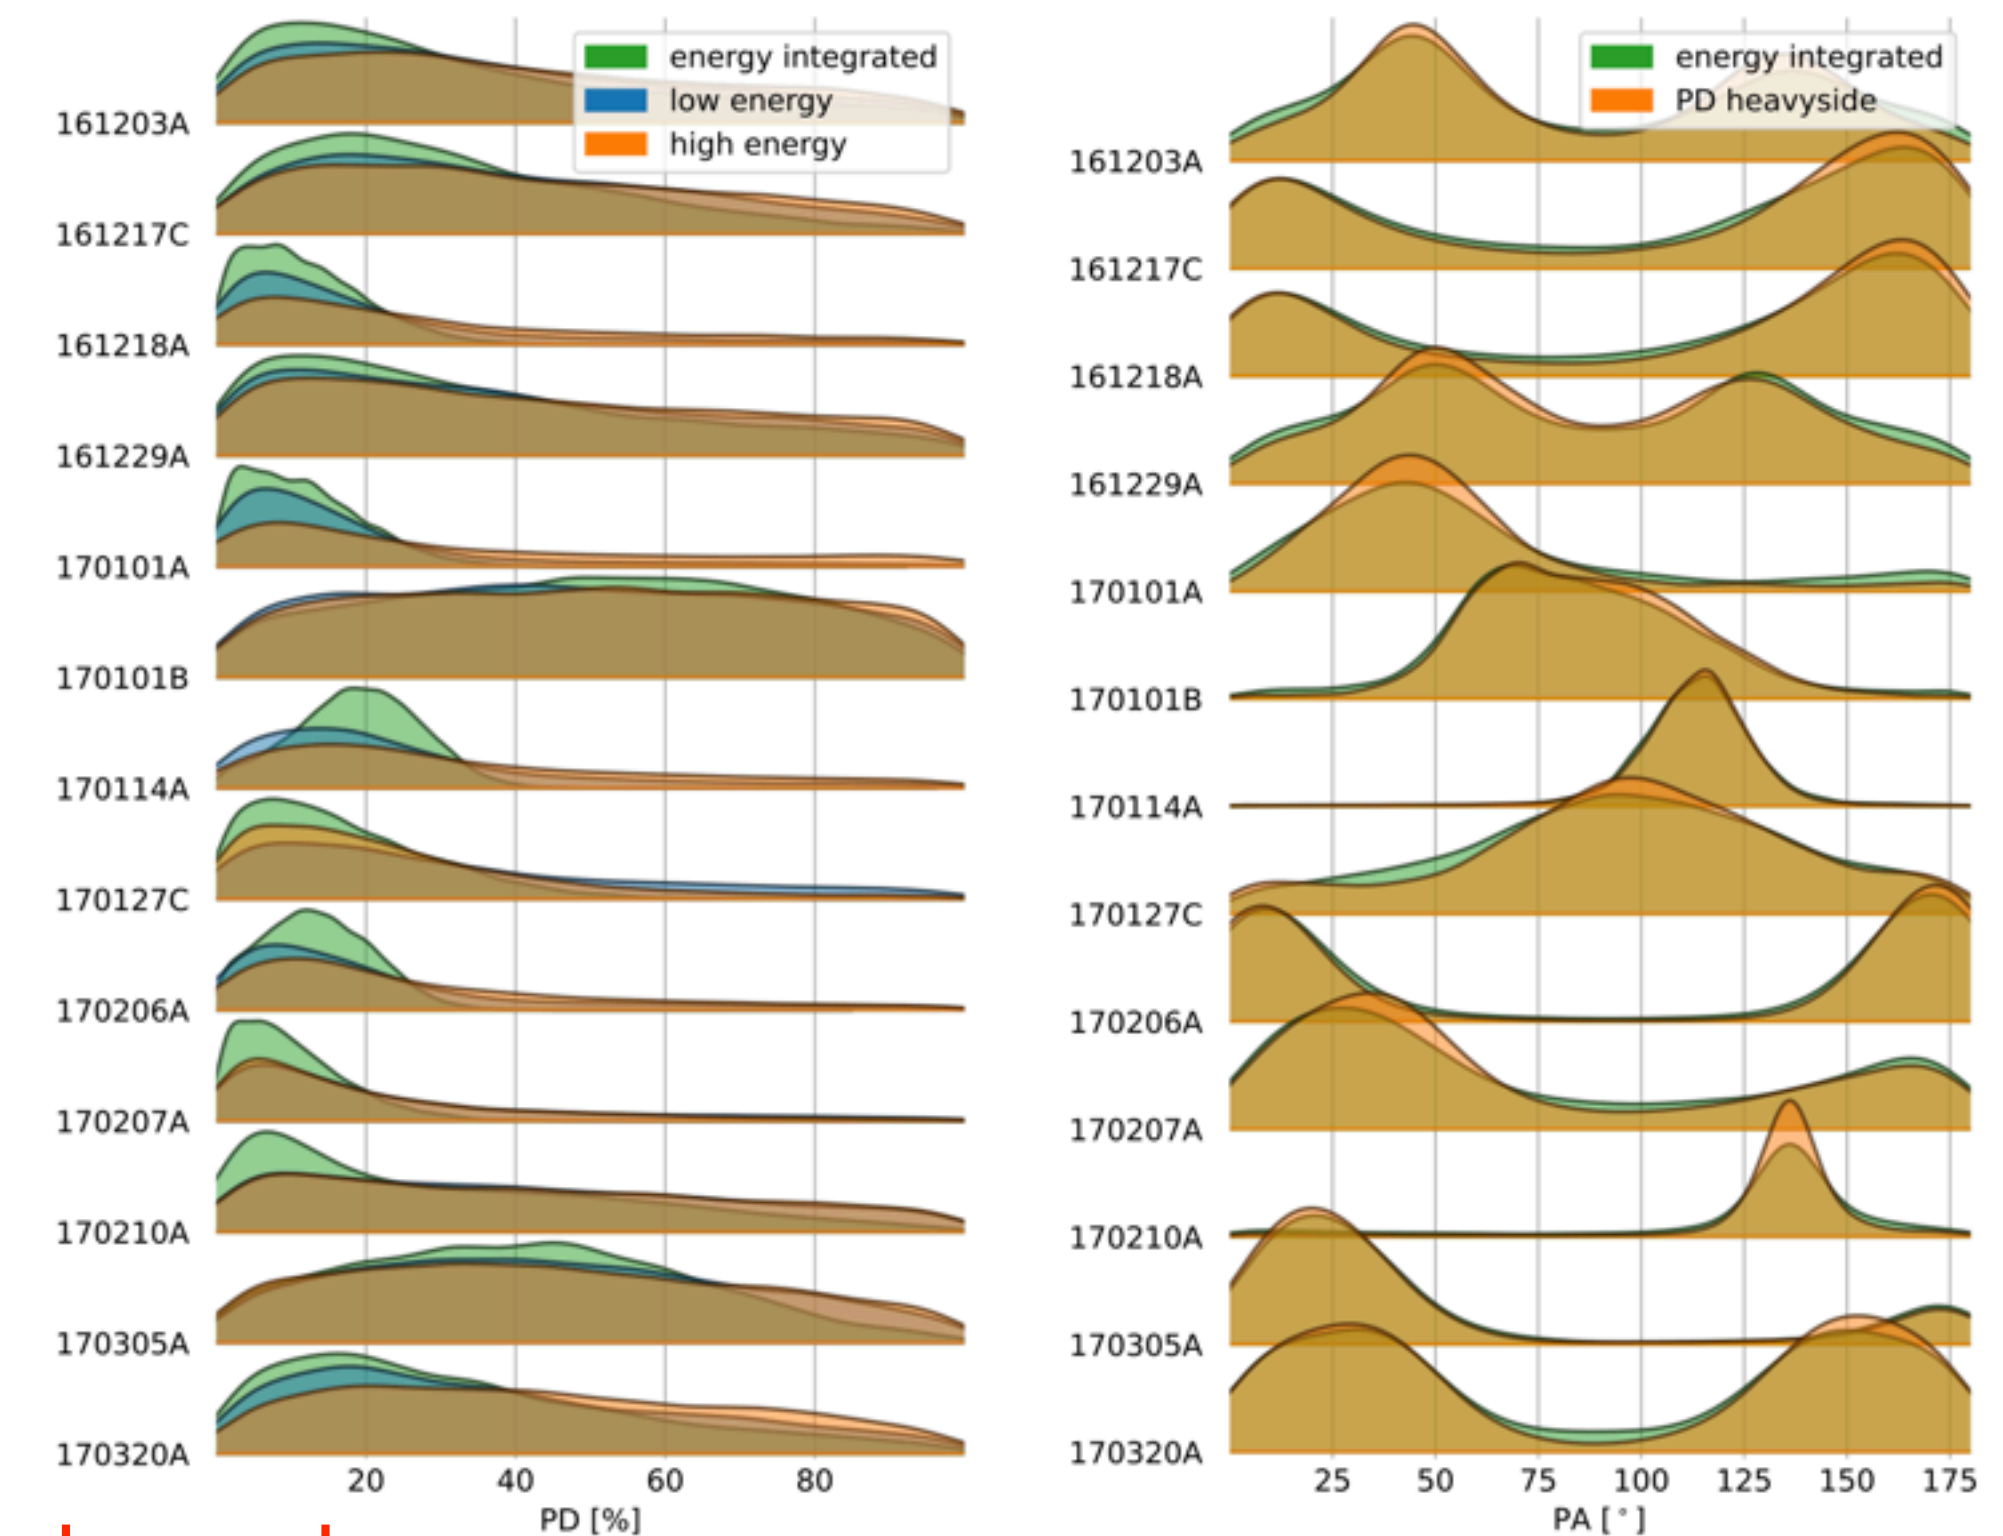 energy integrated
low energy
high energy
161203A
161217C
161218A
161229A
170101A
170101B
170114A
170127C
170206A
170207A
170210A
170305A
170320A
20 40 60 80
PD [%]
energy integrated
PD heavyside
161203A
161217C
161218A
161229A
170101A
170101B
170114A
170127C
170206A
170207A
170210A
170305A
170320A
25 50 75 100 125 150 175
PA [°]